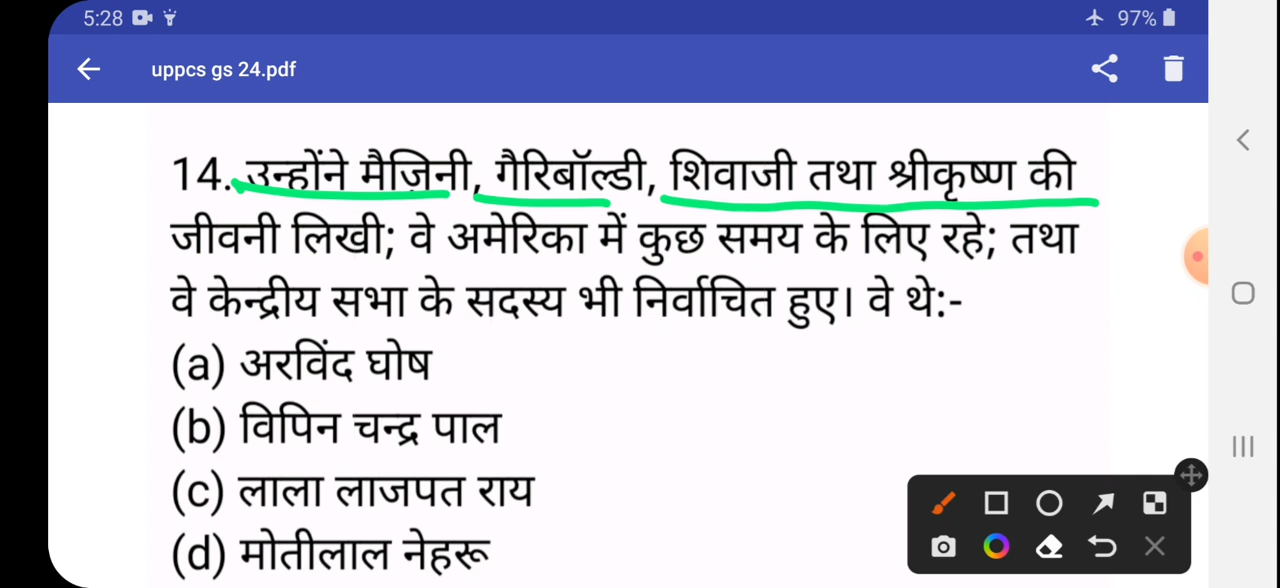 5:28 97%
uppcs gs 24.pdf
14. उन्होंने मैज़िनी, गैरिबॉल्डी, शिवाजी तथा श्रीकृष्ण की
जीवनी लिखी; वे अमेरिका में कुछ समय के लिए रहे; तथा
वे केन्द्रीय सभा के सदस्य भी निर्वाचित हुए। वे थे:-
(a) अरविंद घोष
(b) विपिन चन्द्र पाल
(c) लाला लाजपत राय
(d) मोतीलाल नेहरू